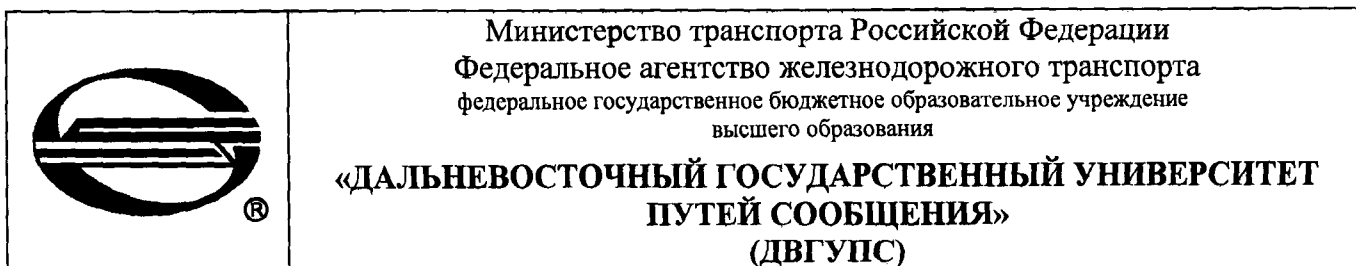 Министерство транспорта Российской Федерации
Федеральное агентство железнодорожного транспорта
федеральное государственное бюджетное образовательное учреждение
высшего образования
«ДАЛЬНЕВОСТОЧНЫЙ ГОСУДАРСТВЕННЫЙ УНИВЕРСИТЕТ
ПУТЕЙ СООБЩЕНИЯ»
(ДВГУПС)
®